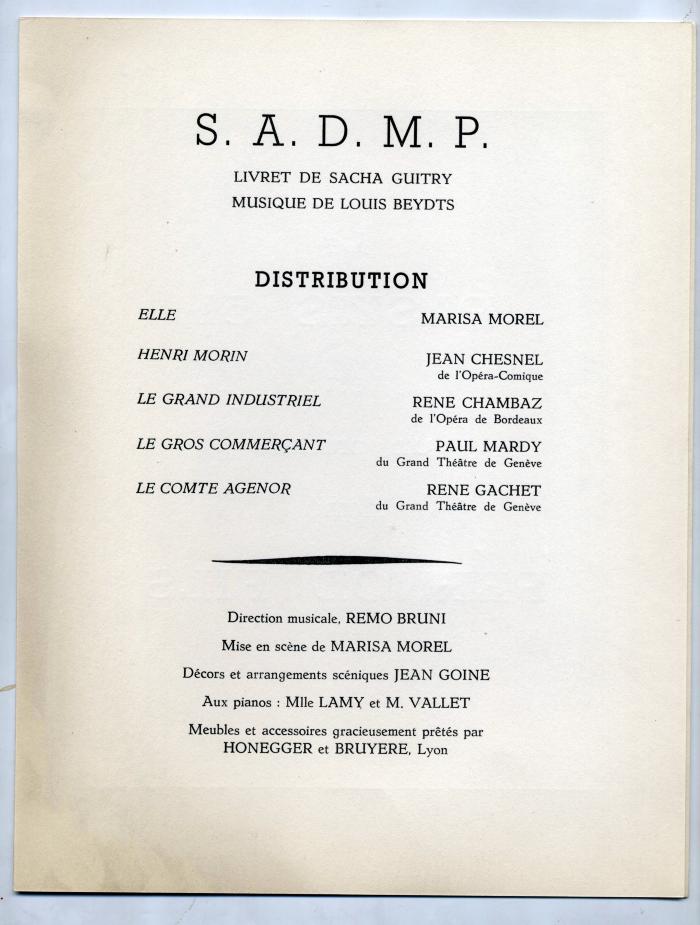 S. A. D. M. P.
LIVRET DE SACHA GUITRY
MUSIQUE DE LOUIS BEYDTS
DISTRIBUTION
ELLE MARISA MOREL
HENRI MORIN JEAN CHESNEL
de l'Opéra-Comique
LE GRAND INDUSTRIEL RENE CHAMBAZ
de l'Opéra de Bordeaux
LE GROS COMMERÇANT PAUL MARDY
du Grand Théâtre de Genève
LE COMTE AGENOR RENE GACHET
du Grand Théâtre de Genève
Direction musicale, REMO BRUNI
Mise en scène de MARISA MOREL
Décors et arrangements scéniques JEAN GOINE
Aux pianos : Mlle LAMY et M. VALLET
Meubles et accessoires gracieusement prêtés par
HONEGGER et BRUYERE, Lyon